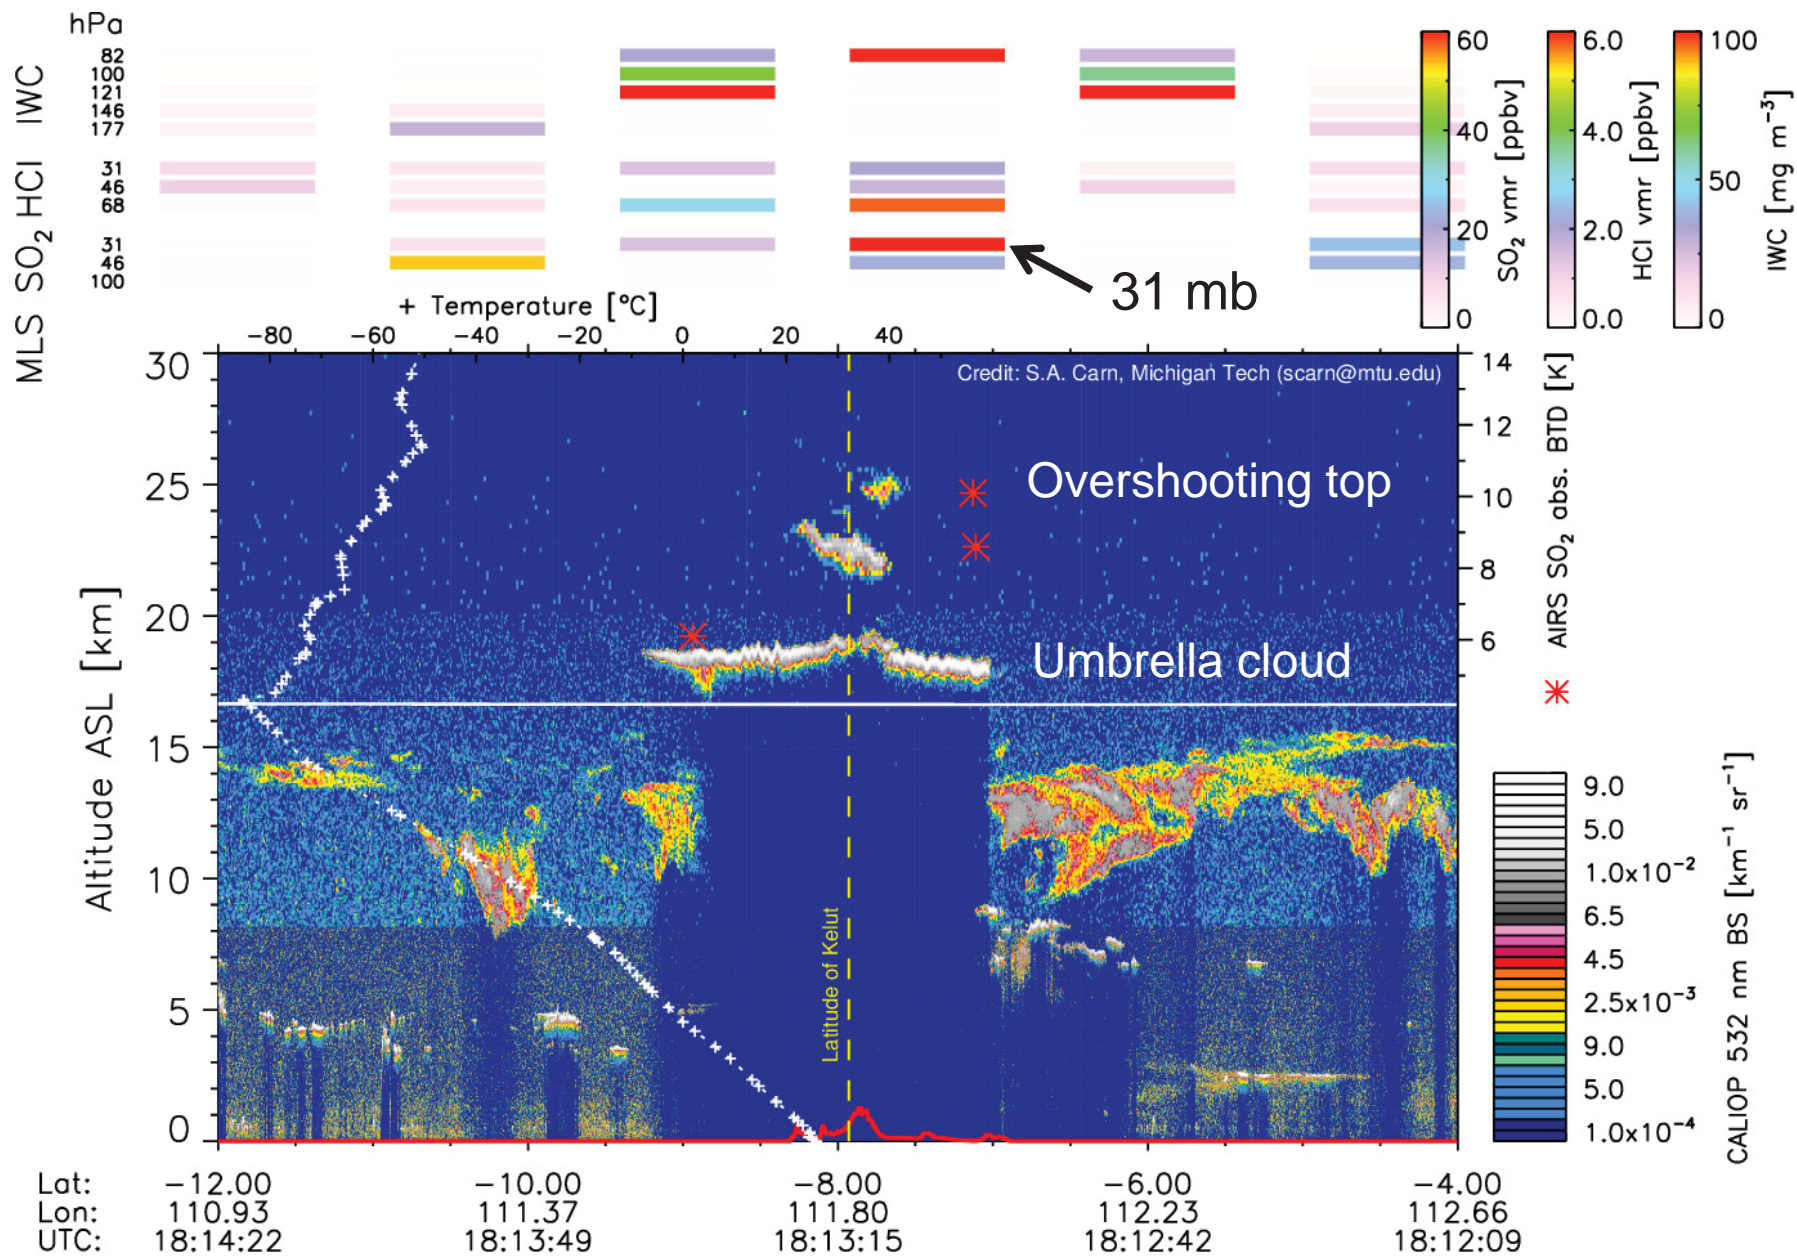 hPa
IWC
82
100
121
146
177
HCl
31
46
68
MLS SO2
31
46
100
31 mb
60
40
20
0
SO2 vmr [ppbv]
6.0
4.0
2.0
0.0
HCl vmr [ppbv]
100
50
0
IWC [mg m−3]
+ Temperature [°C]
−80 −60 −40 −20 0 20 40
Credit: S.A. Carn, Michigan Tech (scarn@mtu.edu)
30
25
20
15
10
5
0
Altitude ASL [km]
Overshooting top
Umbrella cloud
Latitude of Kelut
14
12
10
8
6
AIRS SO2 abs. BTD [K]
9.0
5.0
1.0x10−2
6.5
4.5
2.5x10−3
9.0
5.0
1.0x10−4
CALIOP 532 nm BS [km−1 sr−1]
Lat: −12.00 −10.00 −8.00 −6.00 −4.00
Lon: 110.93 111.37 111.80 112.23 112.66
UTC: 18:14:22 18:13:49 18:13:15 18:12:42 18:12:09